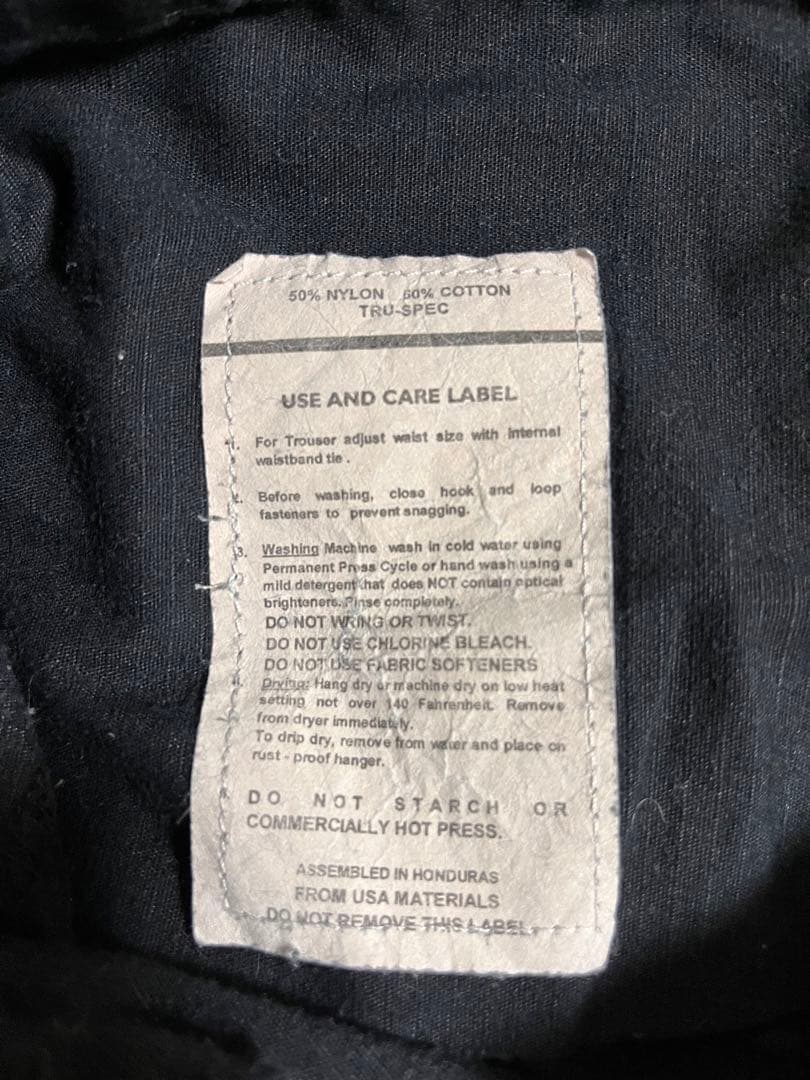 50% NYLON 50% COTTON
TRU-SPEC
USE AND CARE LABEL
1. For Trouser adjust waist size with internal
waistband tie .
2. Before washing, close hook and loop
fasteners to prevent snagging.
3. Washing Machine wash in cold water using
Permanent Press Cycle or hand wash using a
mild detergent that does NOT contain optical
brighteners. Rinse completely.
DO NOT WRING OR TWIST.
DO NOT USE CHLORINE BLEACH.
DO NOT USE FABRIC SOFTENERS
Drying: Hang dry or machine dry on low heat
setting not over 140 Fahrenheit. Remove
from dryer immediately.
To drip dry, remove from water and place on
rust - proof hanger.
DO NOT STARCH OR
COMMERCIALLY HOT PRESS.
ASSEMBLED IN HONDURAS
FROM USA MATERIALS
DO NOT REMOVE THIS LABEL.